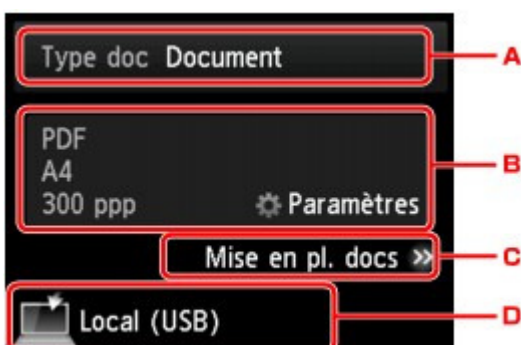 Type doc Document A
PDF
A4 B
300 ppp Paramètres
Mise en pl. docs » C
Local (USB) D